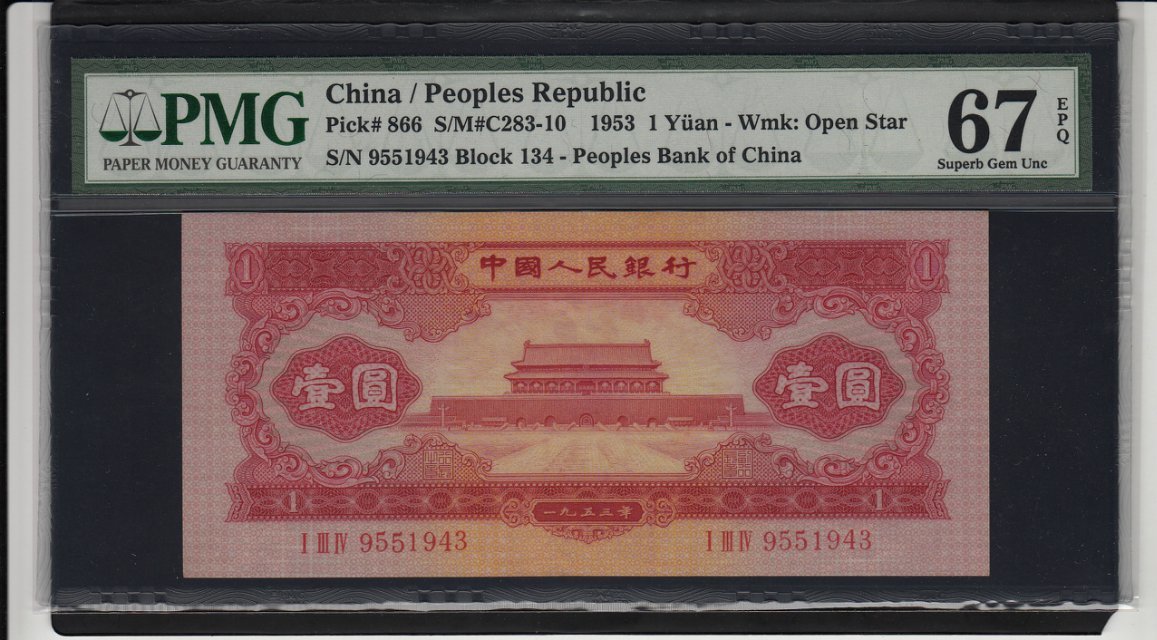 PMG
PAPER MONEY GUARANTY
China / Peoples Republic
Pick# 866 S/M#C283-10 1953 1 Yüan - Wmk: Open Star
S/N 9551943 Block 134 - Peoples Bank of China
67
EPQ
Superb Gem Unc
1
中國人民銀行
1
壹圓
壹圓
1
一九五三年
1
I III IV 9551943
I III IV 9551943